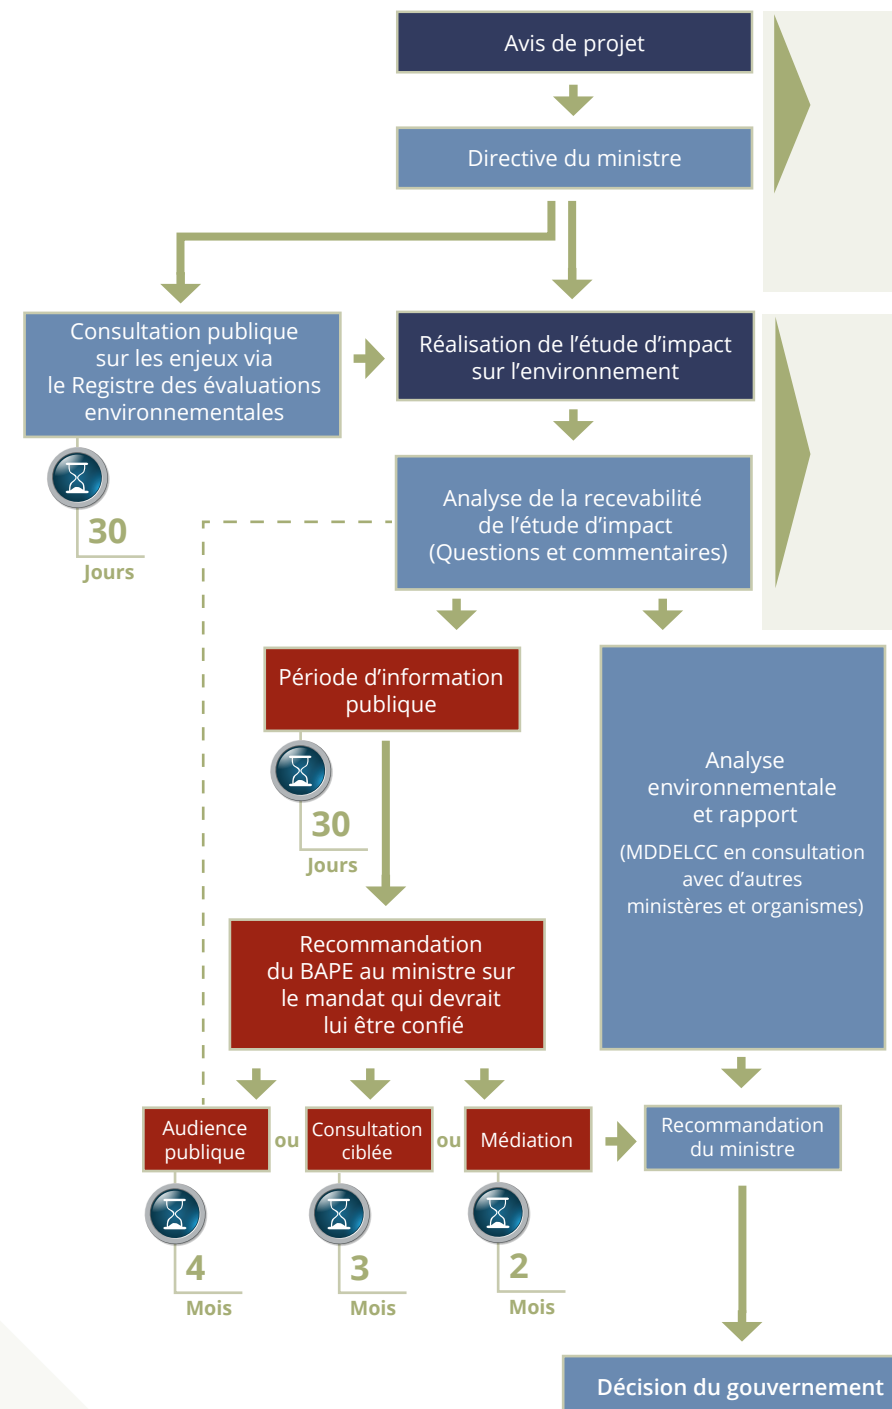 Avis de projet
Directive du ministre
Consultation publique
sur les enjeux via
le Registre des évaluations
environnementales
30
Jours
Réalisation de l’étude d’impact
sur l’environnement
Analyse de la recevabilité
de l’étude d’impact
(Questions et commentaires)
Période d’information
publique
30
Jours
Analyse
environnementale
et rapport
(MDDELCC en consultation
avec d’autres
ministères et organismes)
Recommandation
du BAPE au ministre sur
le mandat qui devrait
lui être confié
Audience
publique
ou
Consultation
ciblée
ou
Médiation
Recommandation
du ministre
4
Mois
3
Mois
2
Mois
Décision du gouvernement